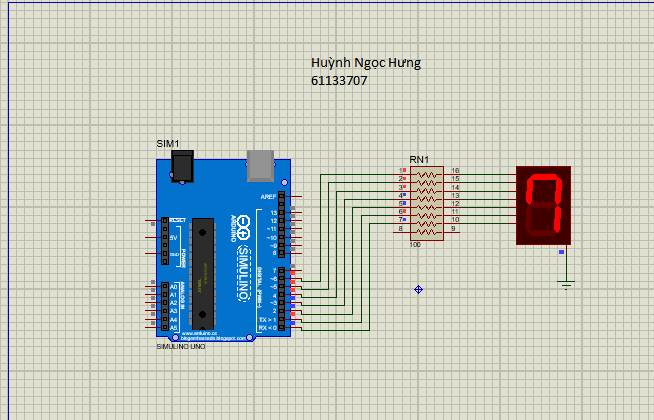 Huỳnh Ngọc Hưng
61133707
SIM1
RN1
AREF
RESET
5V
GND
POWER
13
12
~11
~10
~9
8
ARDUINO
SIMULINO
DIGITAL (PWM~)
7
~6
~5
4
~3
2
TX > 1
RX < 0
A0
A1
A2
A3
A4
A5
ANALOG IN
www.arduino.cc
SIMULINO UNO
1
2
3
4
5
6
7
8
16
15
14
13
12
11
10
9
100